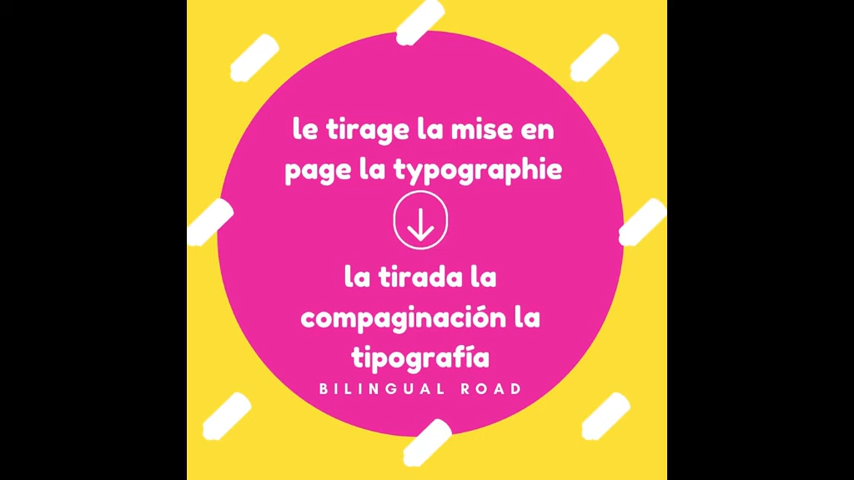 le tirage la mise en
page la typographie
la tirada la
compaginación la
tipografía
BILINGUAL ROAD